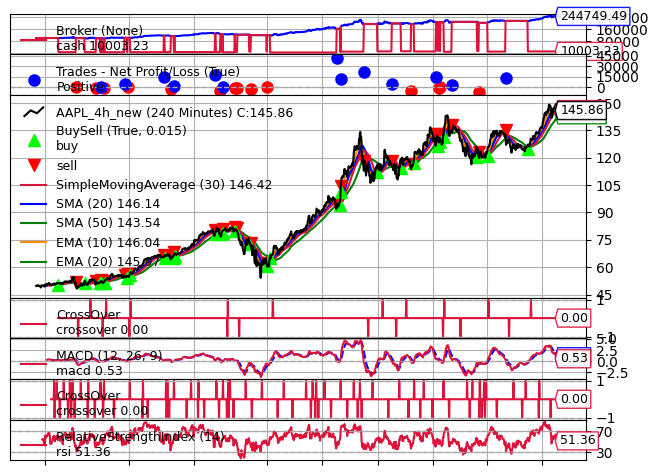 Broker (None)
cash 10003.23
244749.49
160000
80000
10003.23
Trades - Net Profit/Loss (True)
Positive
45000
30000
15000
0
AAPL_4h_new (240 Minutes) C:145.86
BuySell (True, 0.015)
buy
sell
SimpleMovingAverage (30) 146.42
SMA (20) 146.14
SMA (50) 143.54
EMA (10) 146.04
EMA (20) 145.
150
145.86
135
120
105
90
75
60
45
CrossOver
crossover 0.00
1
0.00
−1
MACD (12, 26, 9)
macd 0.53
5.0
2.5
0.53
0.0
−2.5
CrossOver
crossover 0.00
1
0.00
−1
RelativeStrengthIndex (14)
rsi 51.36
70
51.36
30